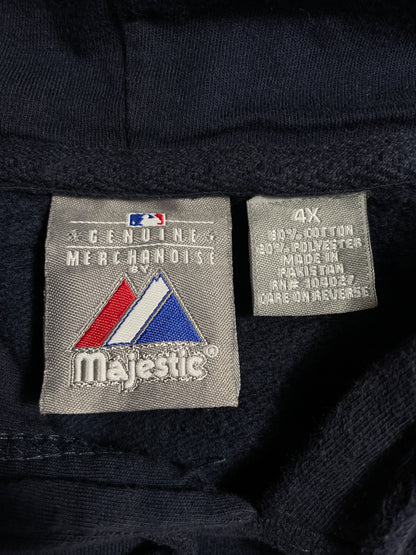 GENUINE
MERCHANDISE
BY
Majestic®
4X
80% COTTON
20% POLYESTER
MADE IN
PAKISTAN
RN# 104027
CARE ON REVERSE